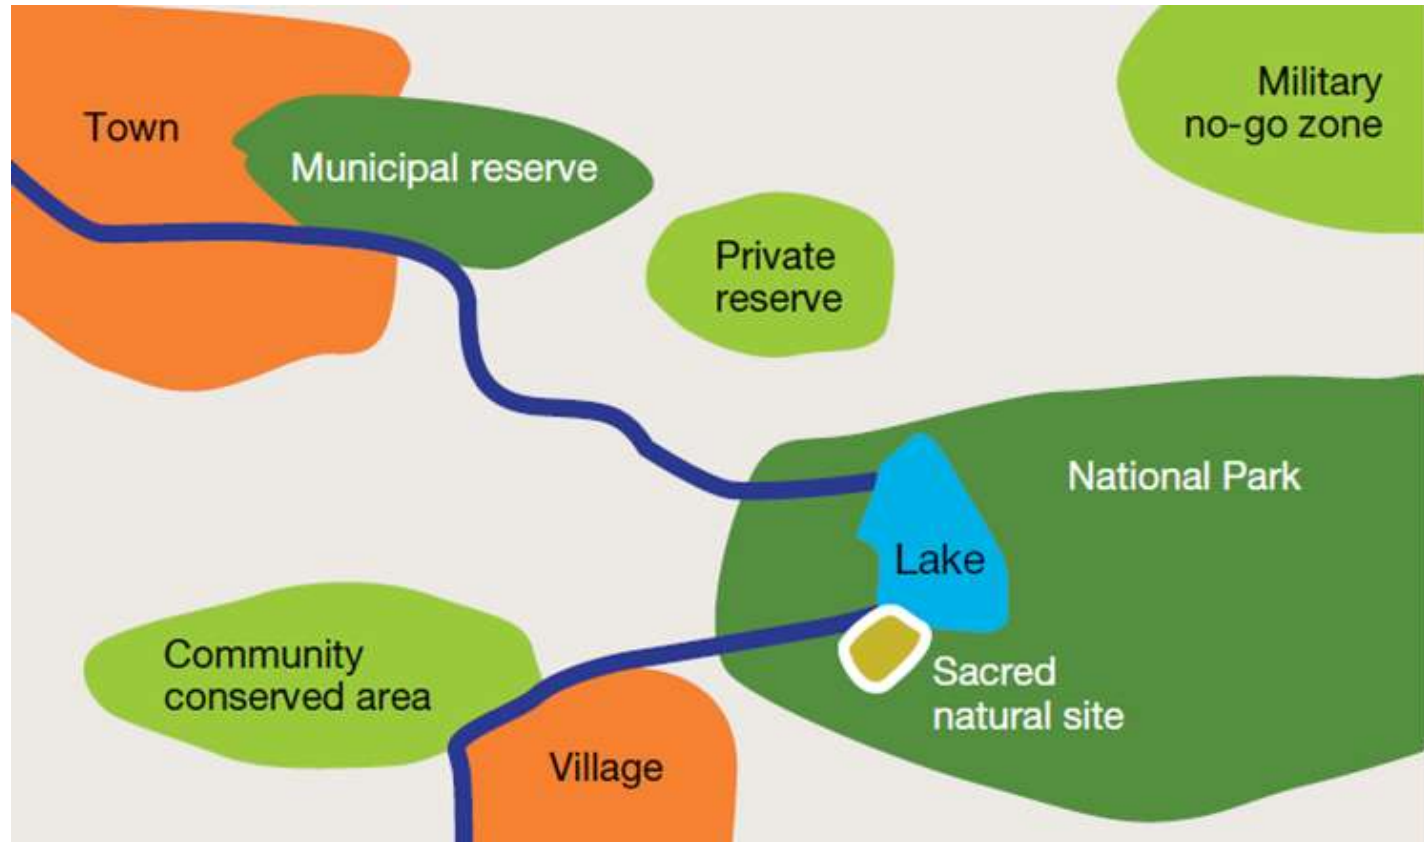 Town
Municipal reserve
Military
no-go zone
Private
reserve
National Park
Lake
Community
conserved area
Sacred
natural site
Village